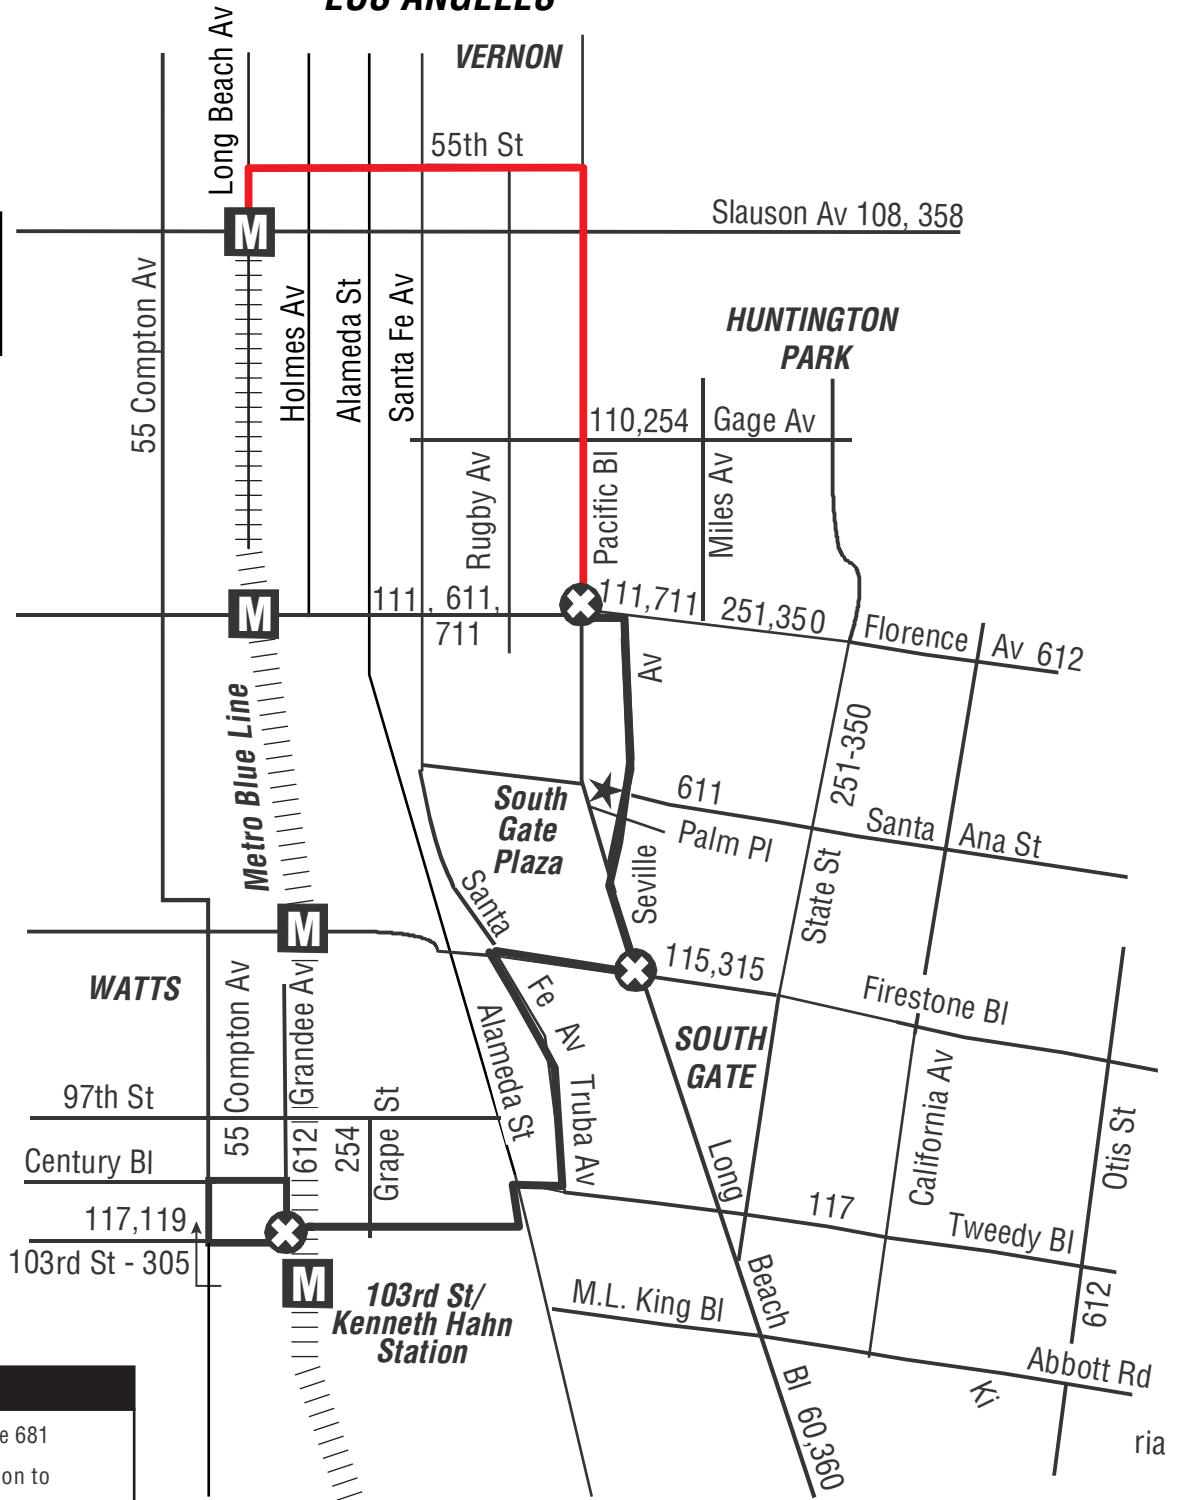 LOS ANGELES
VERNON
Long Beach Av
55th St
Slauson Av 108, 358
M
55 Compton Av
Holmes Av
Alameda St
Santa Fe Av
HUNTINGTON
PARK
110,254
Gage Av
Rugby Av
Pacific Bl
Miles Av
M
111, 611,
711
111,711
251,350
Florence
Av 612
Av
Metro Blue Line
251-350
611
South
Gate
Plaza
Palm Pl
Santa
Ana St
Seville
State St
Santa
M
115,315
Firestone Bl
WATTS
Fe
Av
55 Compton Av
Grandee Av
Alameda St
SOUTH
GATE
97th St
612
254
Grape St
Truba Av
California Av
Otis St
Century Bl
Long
117
Tweedy Bl
117,119
103rd St - 305
M
103rd St/
Kenneth Hahn
Station
Beach
M.L. King Bl
612
Abbott Rd
Bl 60,360
Ki
ria
e 681
on to